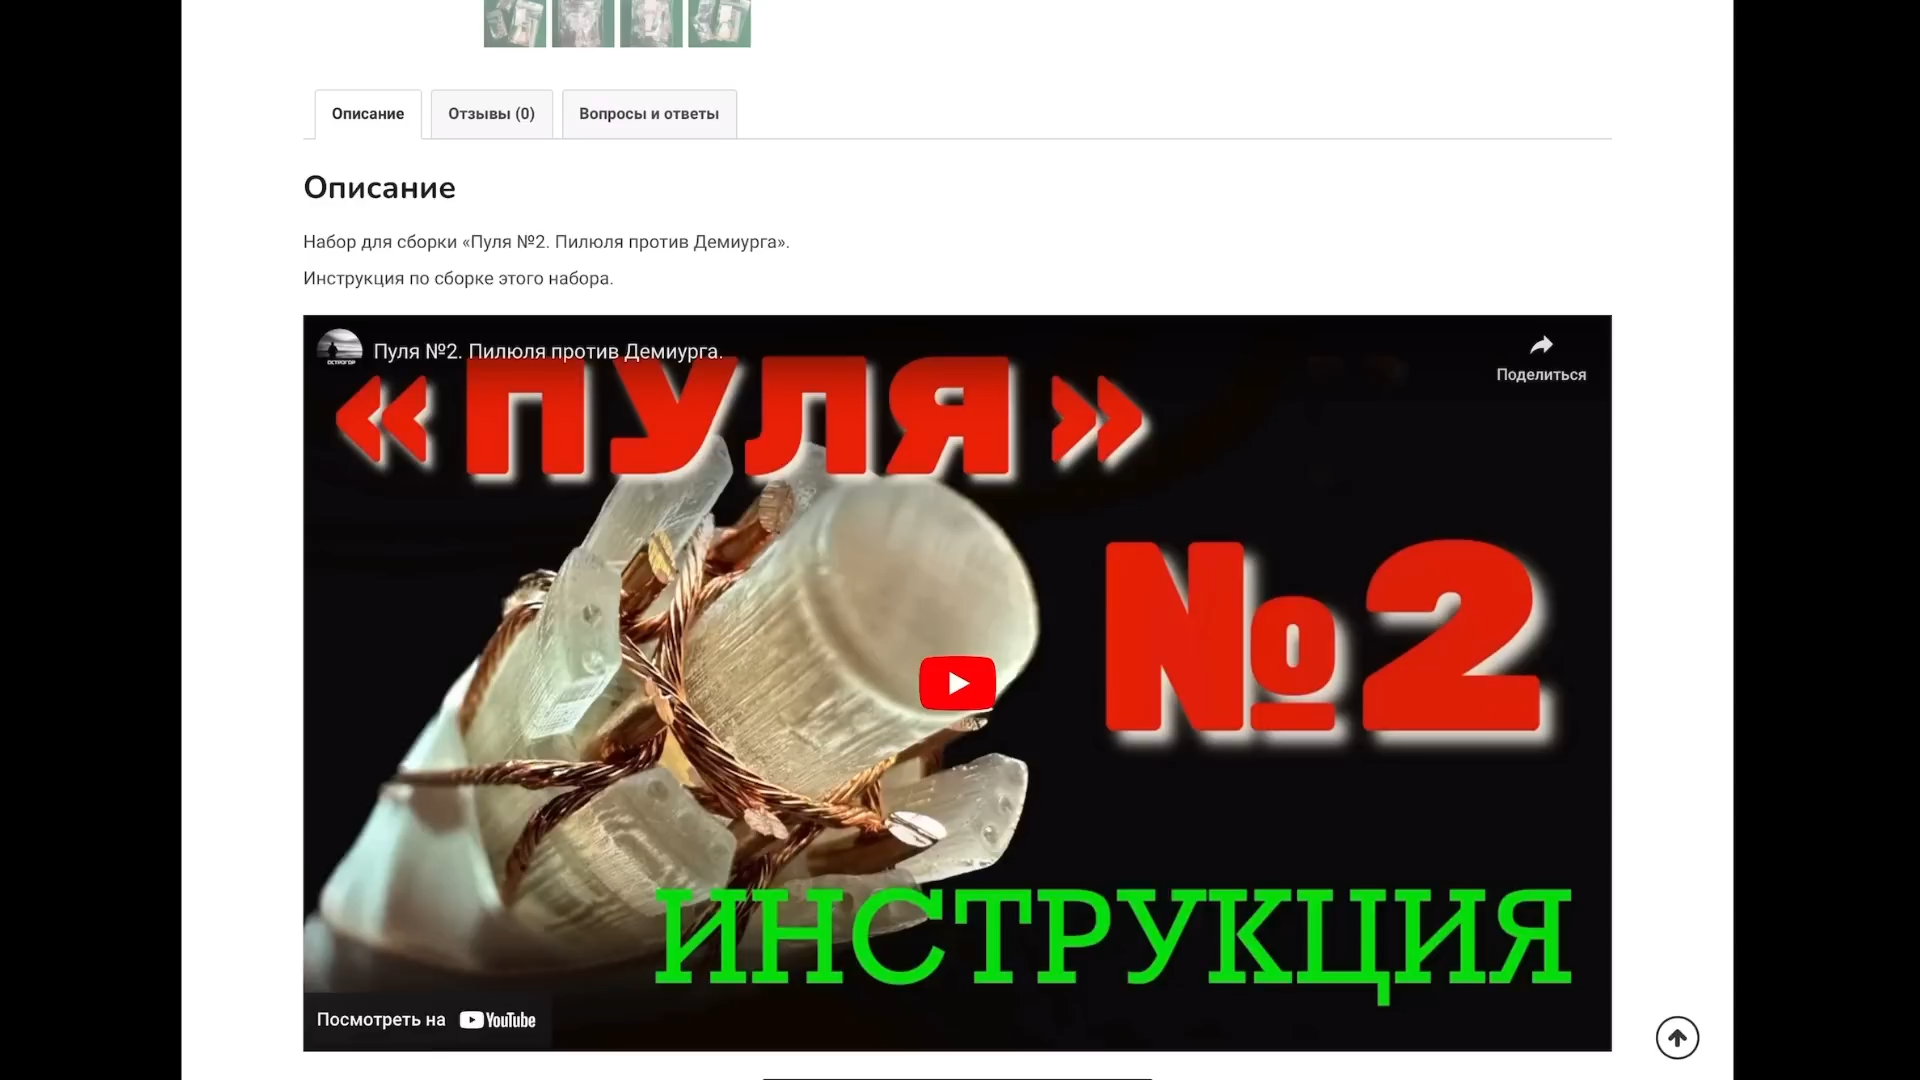 Описание
Отзывы (0)
Вопросы и ответы
Описание
Набор для сборки «Пуля №2. Пилюля против Демиурга».
Инструкция по сборке этого набора.
ОСТРОГОР
Пуля №2. Пилюля против Демиурга.
Поделиться
«ПУЛЯ»
№2
ИНСТРУКЦИЯ
Посмотреть на YouTube